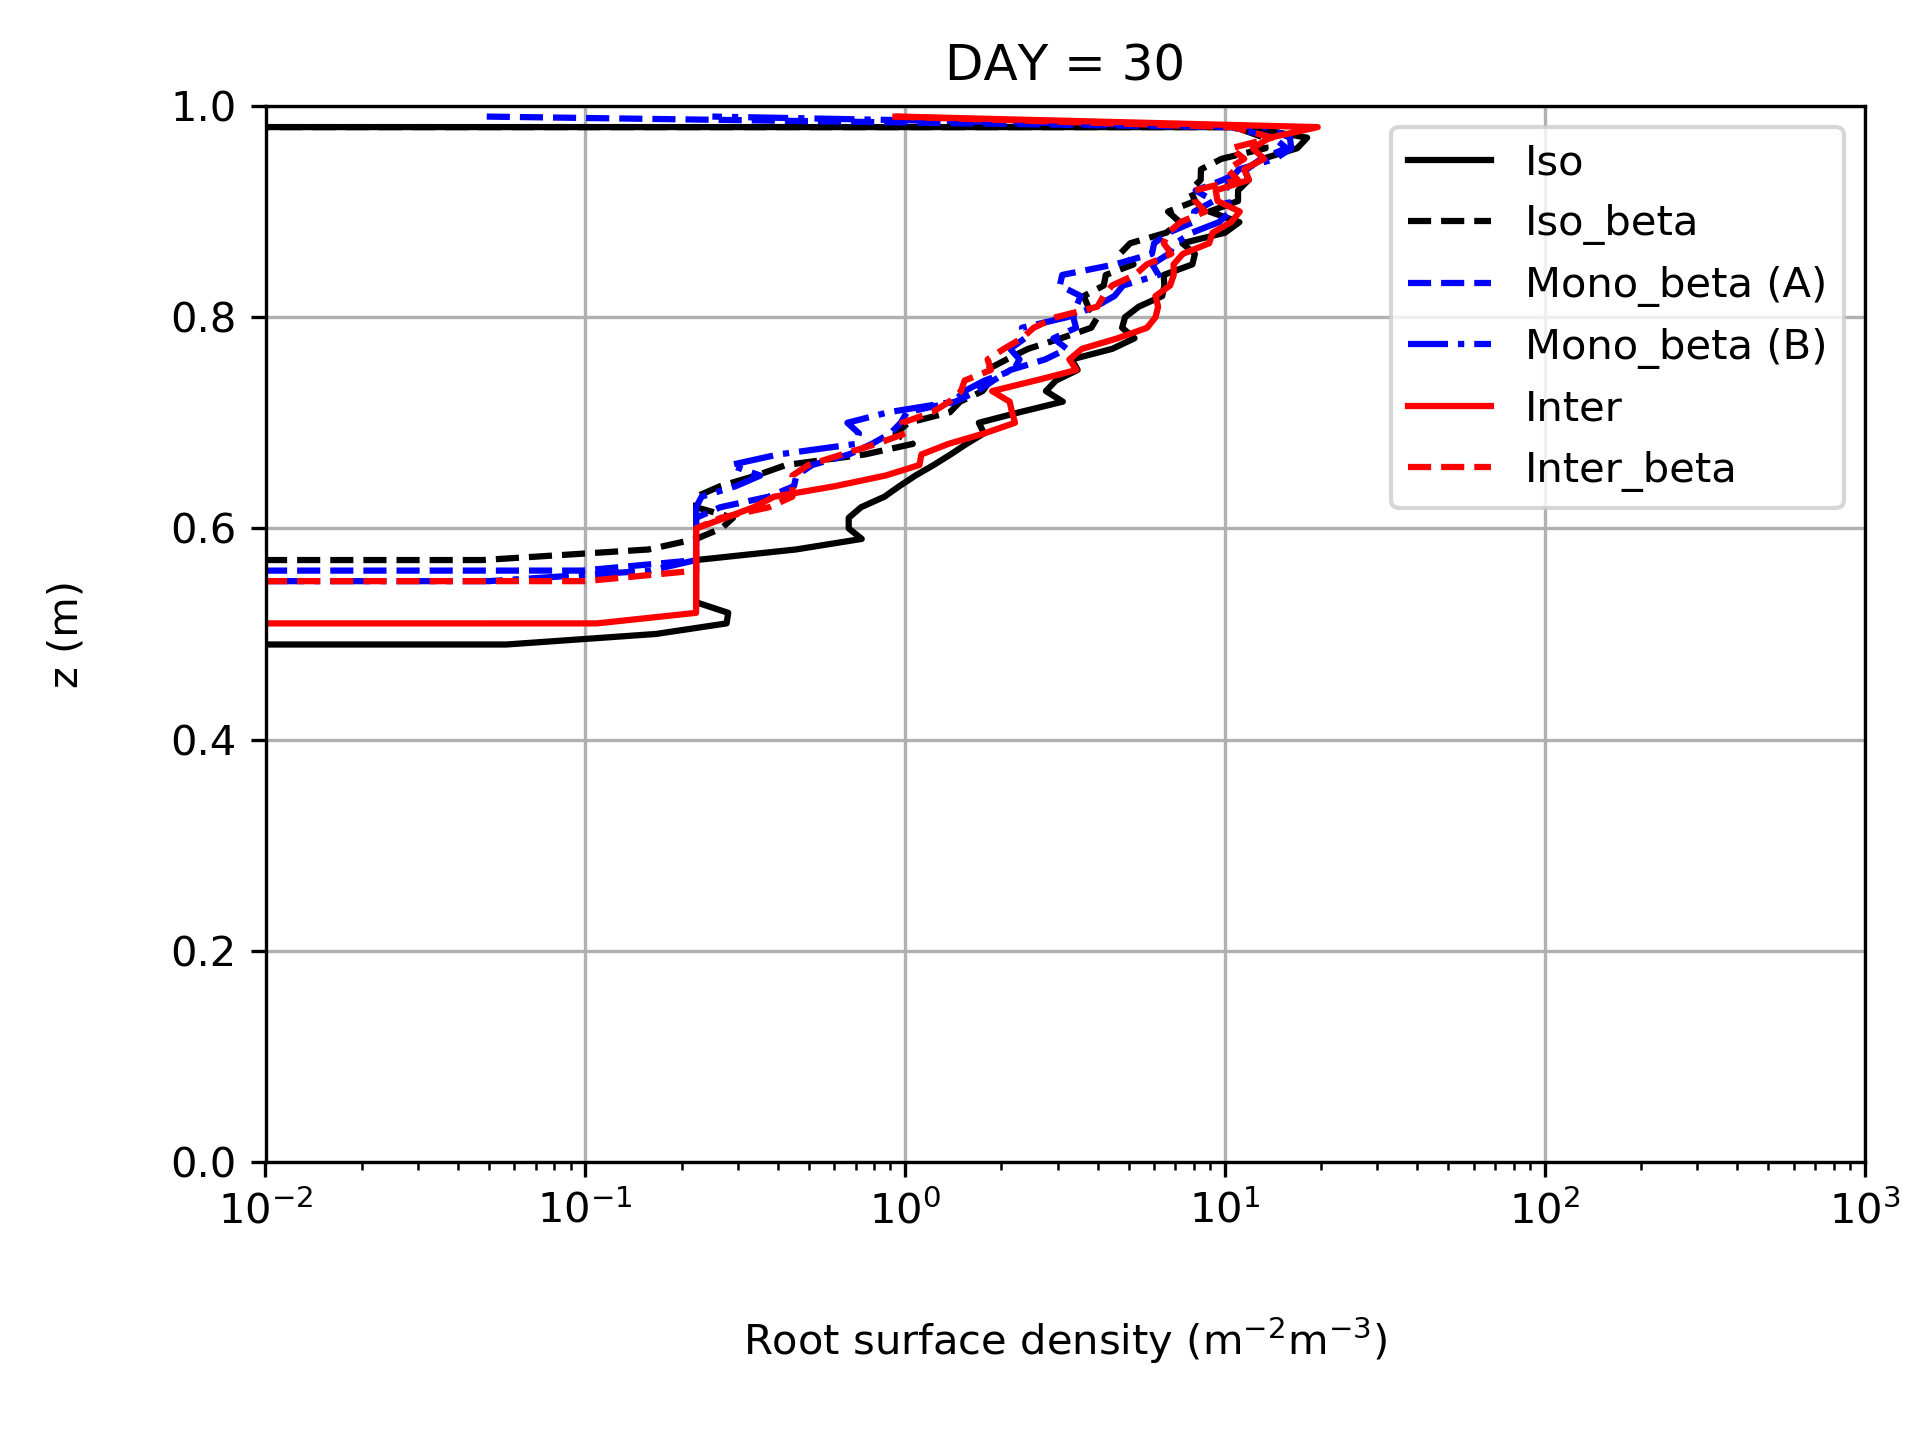 DAY = 30
1.0
0.8
0.6
0.4
0.2
0.0
z (m)
Iso
Iso_beta
Mono_beta (A)
Mono_beta (B)
Inter
Inter_beta
10⁻² 10⁻¹ 10⁰ 10¹ 10² 10³
Root surface density (m⁻²m⁻³)